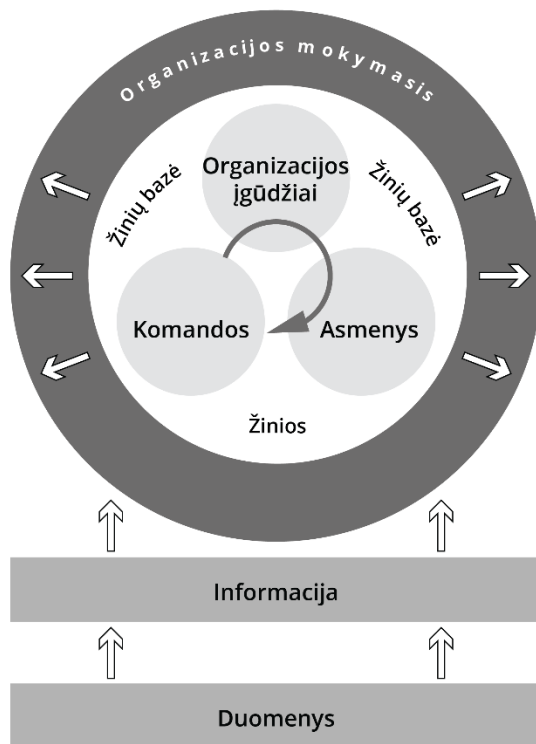 Organizacijos mokymasis
Žinių bazė
Organizacijos
įgūdžiai
Žinių bazė
Komandos
Asmenys
Žinios
Informacija
Duomenys